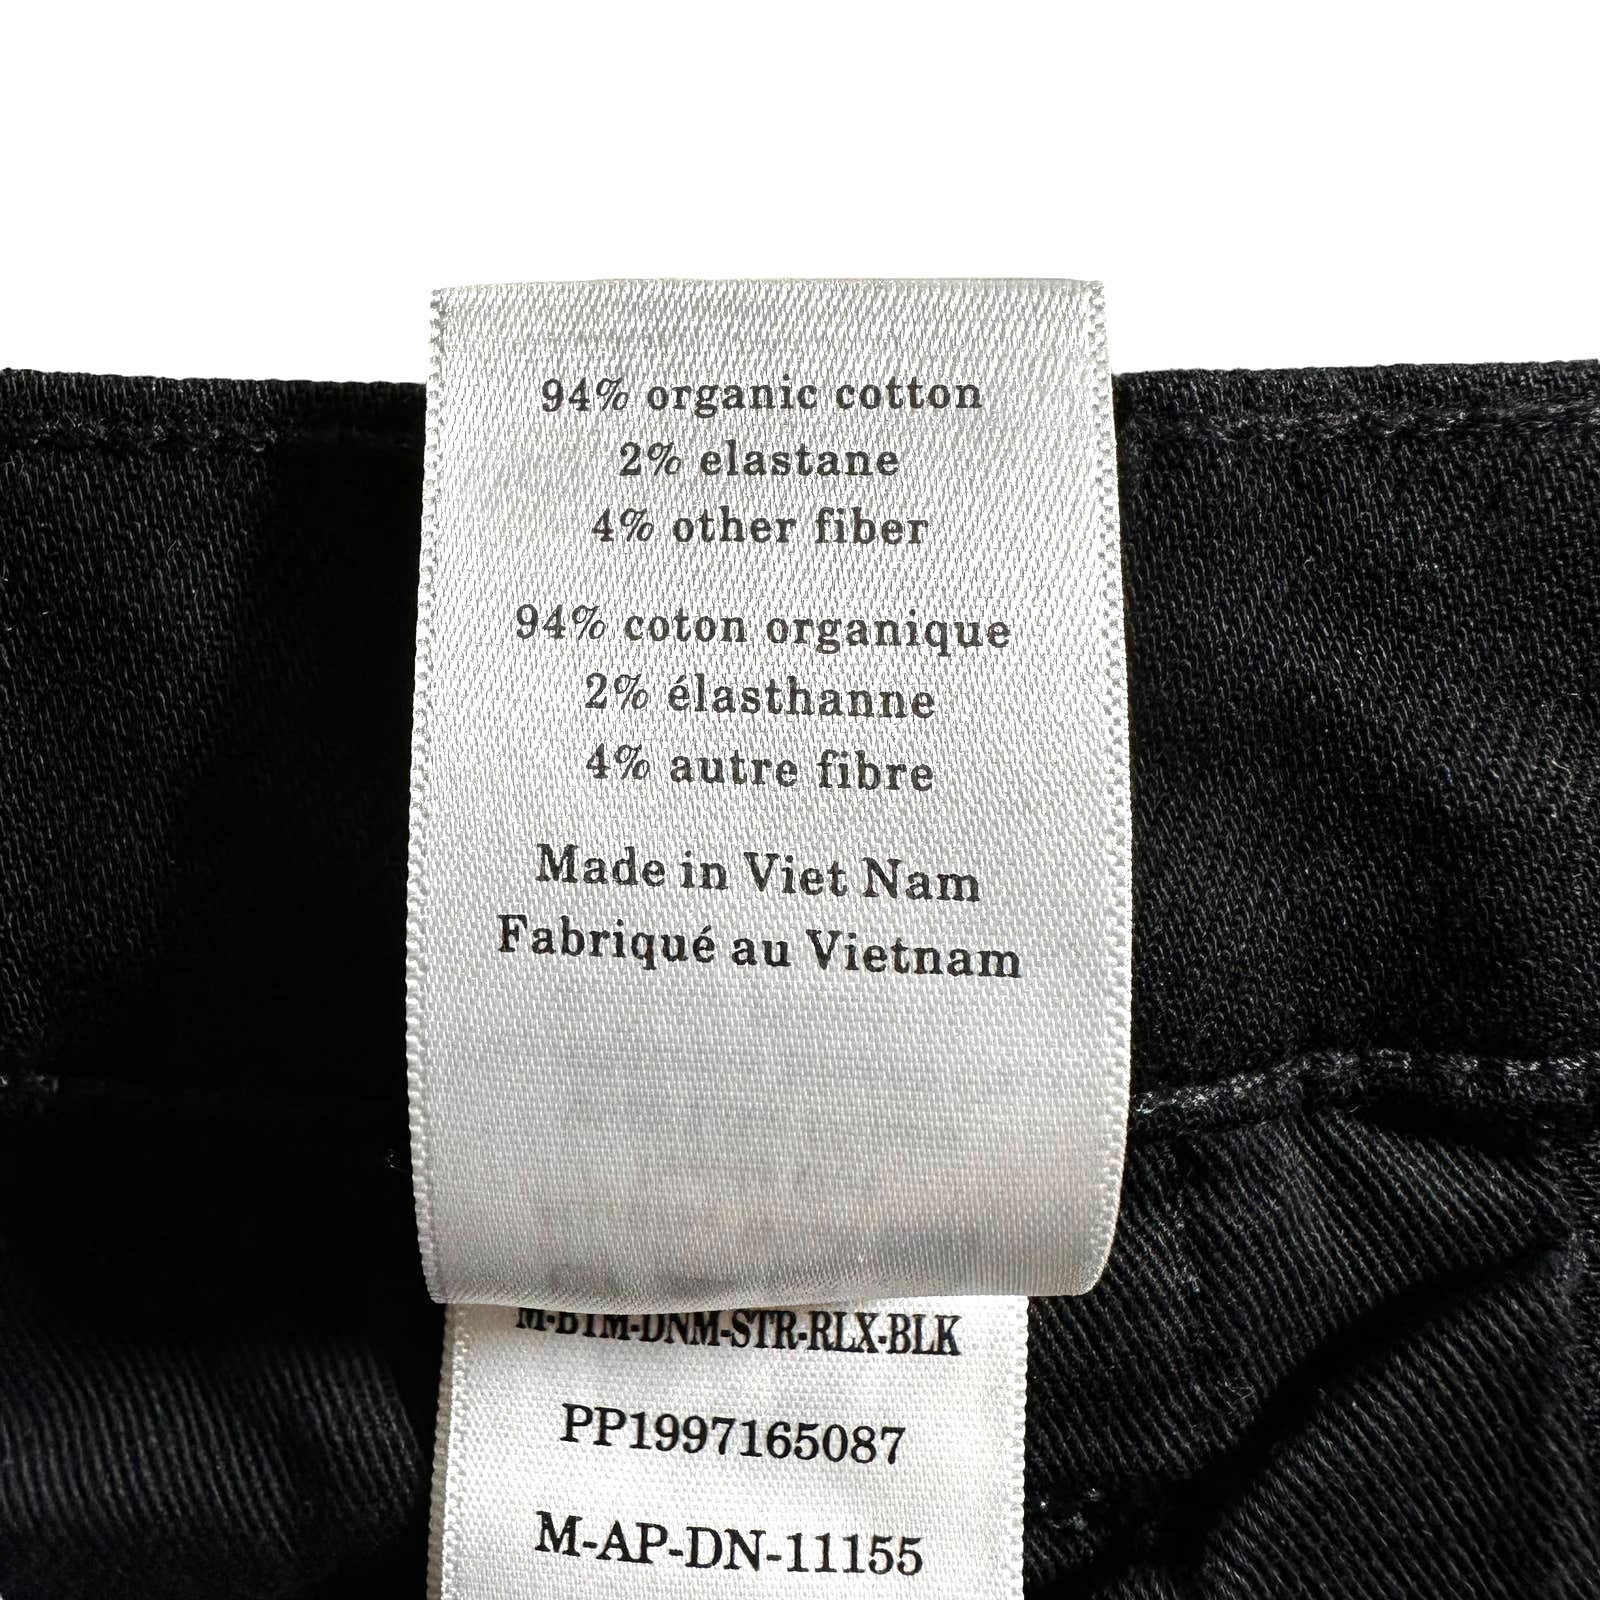 94% organic cotton
2% elastane
4% other fiber
94% coton organique
2% élasthanne
4% autre fibre
Made in Viet Nam
Fabriqué au Vietnam
M-BTM-DNM-STR-RLX-BLK
PP1997165087
M-AP-DN-11155